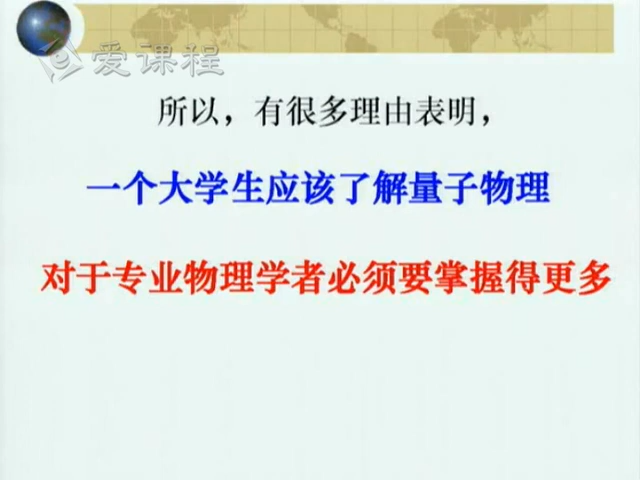 爱课程
所以，有很多理由表明，
一个大学生应该了解量子物理
对于专业物理学者必须要掌握得更多